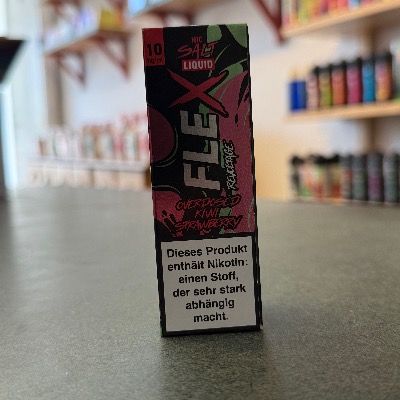 10
NIC
SALT
LIQUID
FLEX
OVERDOSED
KIWI
STRAWBERRY
Dieses Produkt
enthält Nikotin:
einen Stoff,
der sehr stark
abhängig
macht.